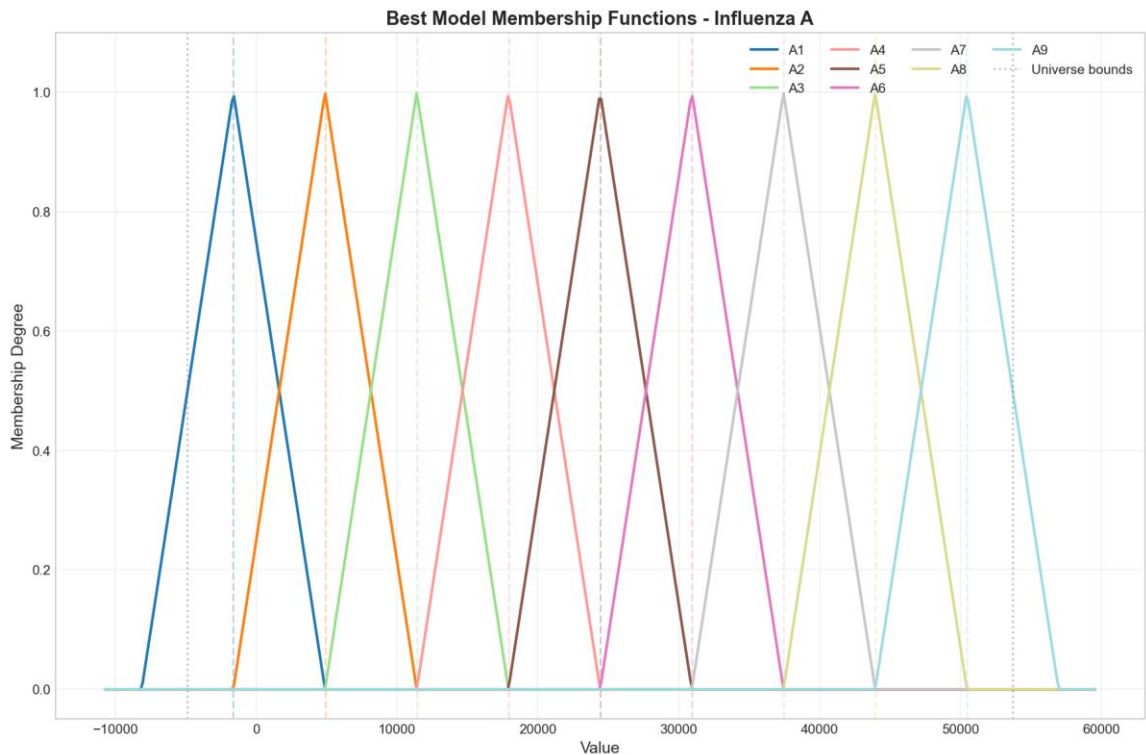 Best Model Membership Functions - Influenza A
A1 A4 A7 A9
A2 A5 A8 Universe bounds
A3 A6
1.0
0.8
0.6
0.4
0.2
0.0
Membership Degree
−10000 0 10000 20000 30000 40000 50000 60000
Value